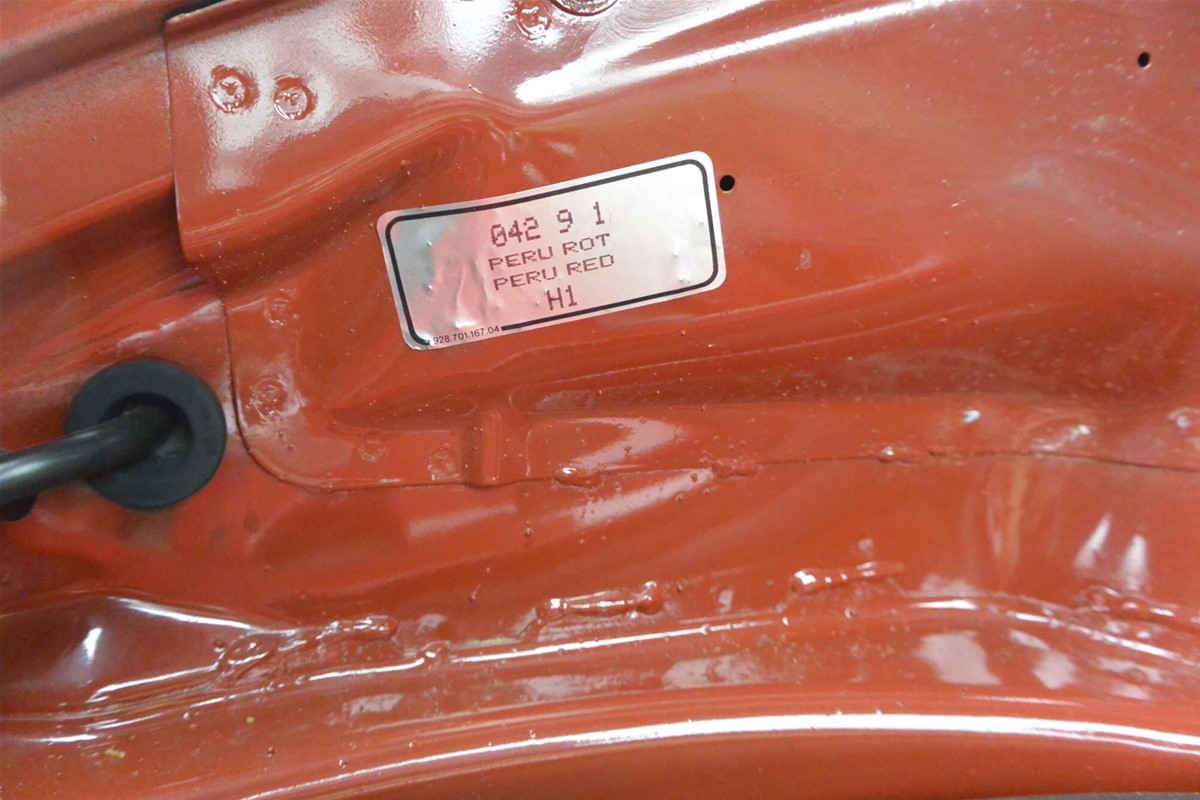 042 9 1
PERU ROT
PERU RED
H1
928.701.167.04